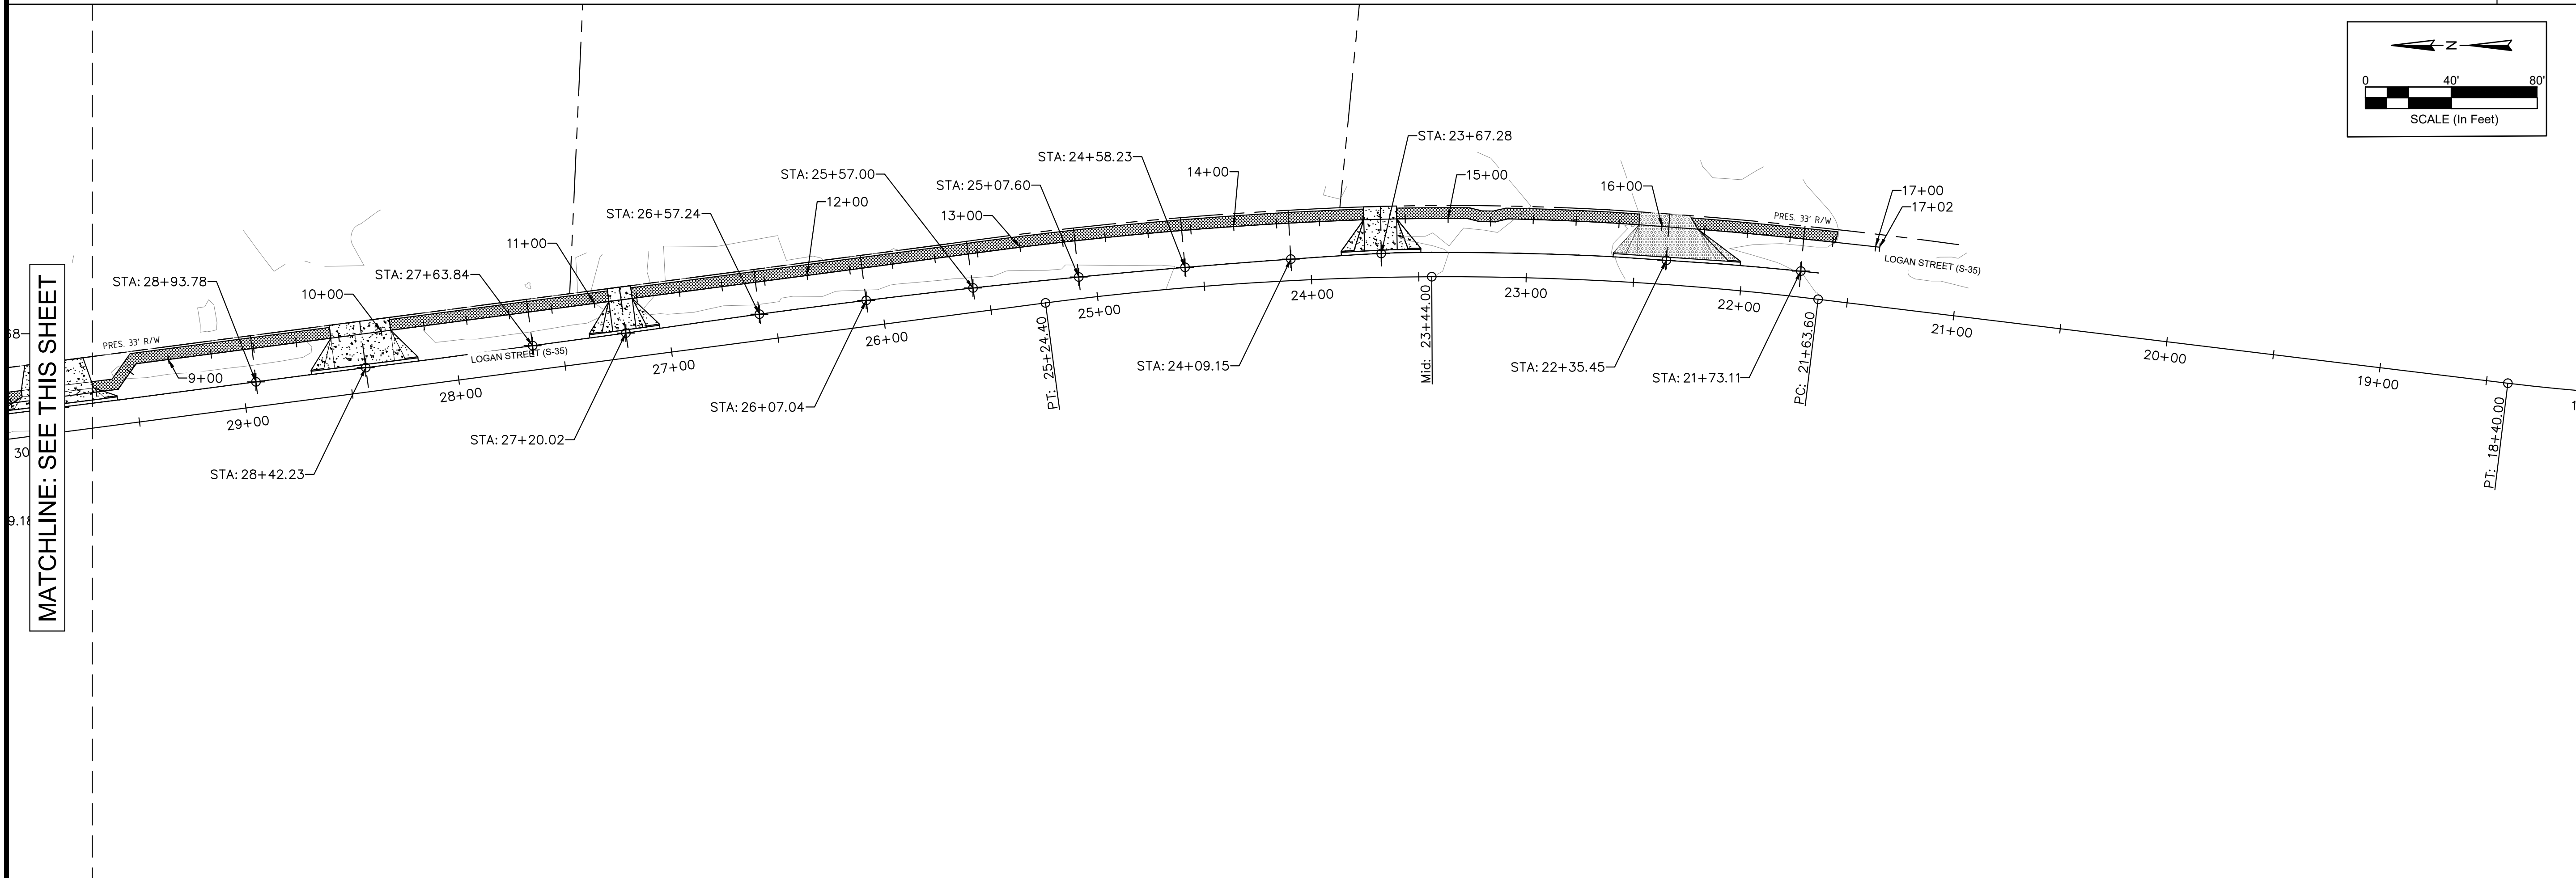 N
0 40' 80'
SCALE (In Feet)
STA: 23+67.28
STA: 24+58.23
14+00
15+00
STA: 25+57.00
STA: 25+07.60
16+00
17+00
17+02
12+00
13+00
STA: 26+57.24
PRES. 33' R/W
11+00
LOGAN STREET (S-35)
STA: 27+63.84
STA: 28+93.78
10+00
PRES. 33' R/W
LOGAN STREET (S-35)
9+00
68
9.18
30
29+00
28+00
27+00
26+00
25+00
24+00
23+00
22+00
21+00
20+00
19+00
1
STA: 28+42.23
STA: 27+20.02
STA: 26+07.04
PT: 25+24.40
STA: 24+09.15
Mid: 23+44.00
STA: 22+35.45
STA: 21+73.11
PC: 21+63.60
PT: 18+40.00
MATCHLINE: SEE THIS SHEET